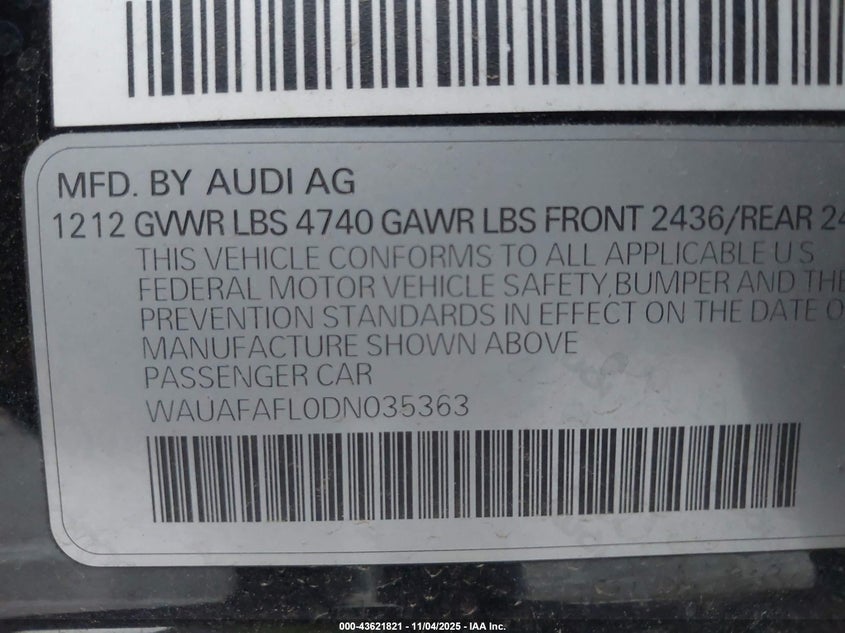 MFD. BY AUDI AG
1212 GVWR LBS 4740 GAWR LBS FRONT 2436/REAR 24
THIS VEHICLE CONFORMS TO ALL APPLICABLE U S
FEDERAL MOTOR VEHICLE SAFETY,BUMPER AND THE
PREVENTION STANDARDS IN EFFECT ON THE DATE O
MANUFACTURE SHOWN ABOVE
PASSENGER CAR
WAUAFAFL0DN035363
000-43621821 - 11/04/2025 - IAA Inc.